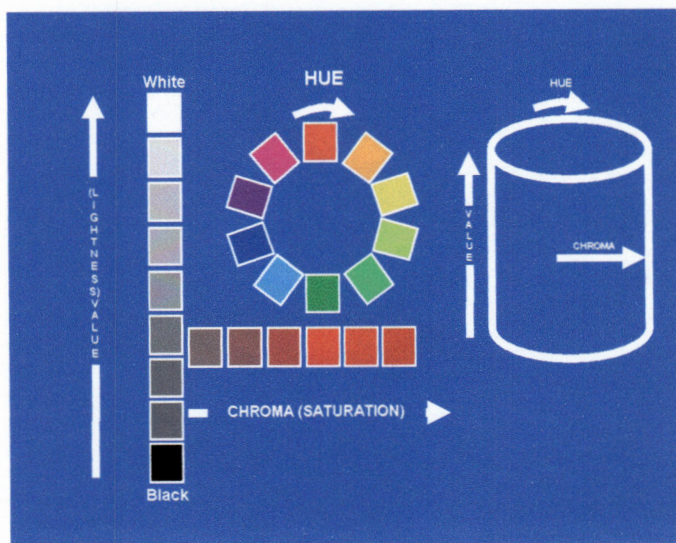 White
HUE
HUE
(LIGHTNESS) VALUE
VALUE
CHROMA
CHROMA (SATURATION)
Black